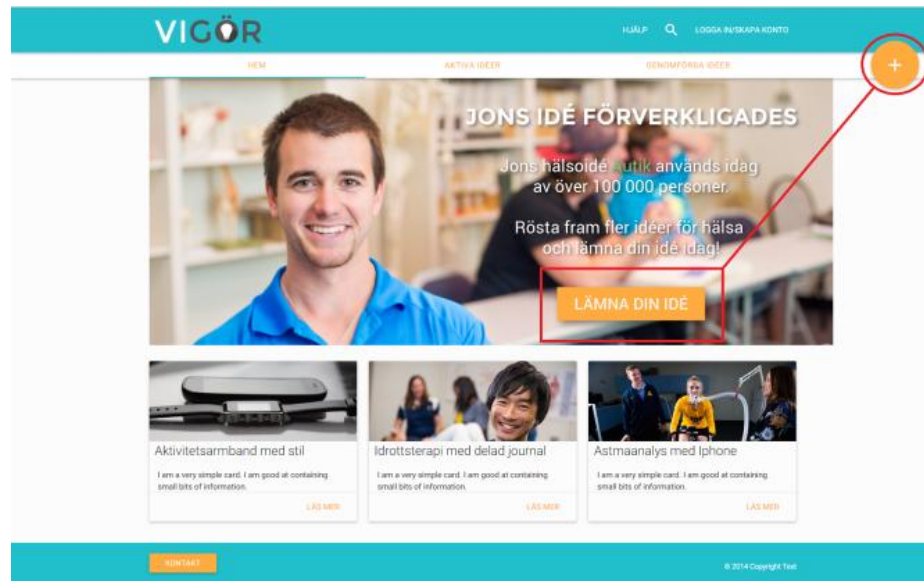 VIGÖR
HJÄLP
LOGGA IN/SKAPA KONTO
HEM
AKTIVA IDÉER
GENOMFÖRDA IDÉER
+
JONS IDÉ FÖRVERKLIGADES
Jons hälsoidé Autik används idag
av över 100 000 personer.
Rösta fram fler idéer för hälsa
och lämna din idé idag!
LÄMNA DIN IDÉ
Aktivitetsarmband med stil
I am a very simple card. I am good at containing
small bits of information.
LÄS MER
Idrottsterapi med delad journal
I am a very simple card. I am good at containing
small bits of information.
LÄS MER
Astmaanalys med Iphone
I am a very simple card. I am good at containing
small bits of information.
LÄS MER
KONTAKT
© 2014 Copyright Text